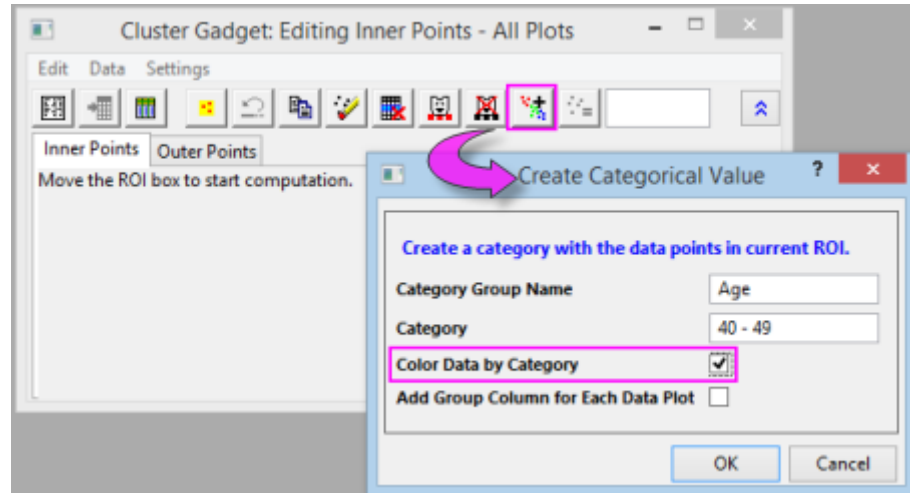 Cluster Gadget: Editing Inner Points - All Plots
Edit Data Settings
Inner Points Outer Points
Move the ROI box to start computation.
Create Categorical Value ?
Create a category with the data points in current ROI.
Category Group Name Age
Category 40 - 49
Color Data by Category
Add Group Column for Each Data Plot
OK Cancel